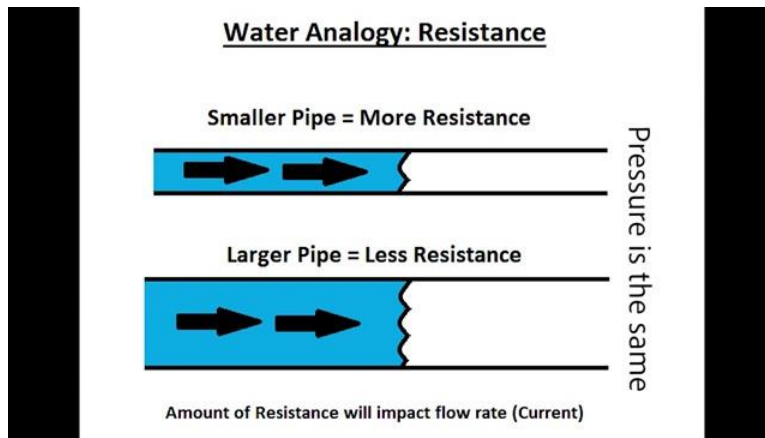 Water Analogy: Resistance
Smaller Pipe = More Resistance
Larger Pipe = Less Resistance
Pressure is the same
Amount of Resistance will impact flow rate (Current)